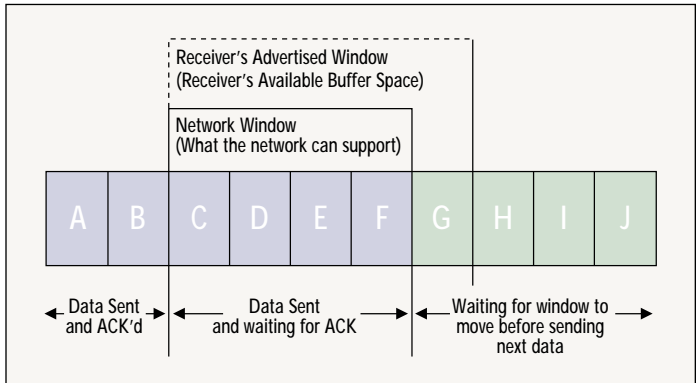 Receiver's Advertised Window
(Receiver's Available Buffer Space)
Network Window
(What the network can support)
A B C D E F G H I J
Data Sent
and ACK'd
Data Sent
and waiting for ACK
Waiting for window to
move before sending
next data